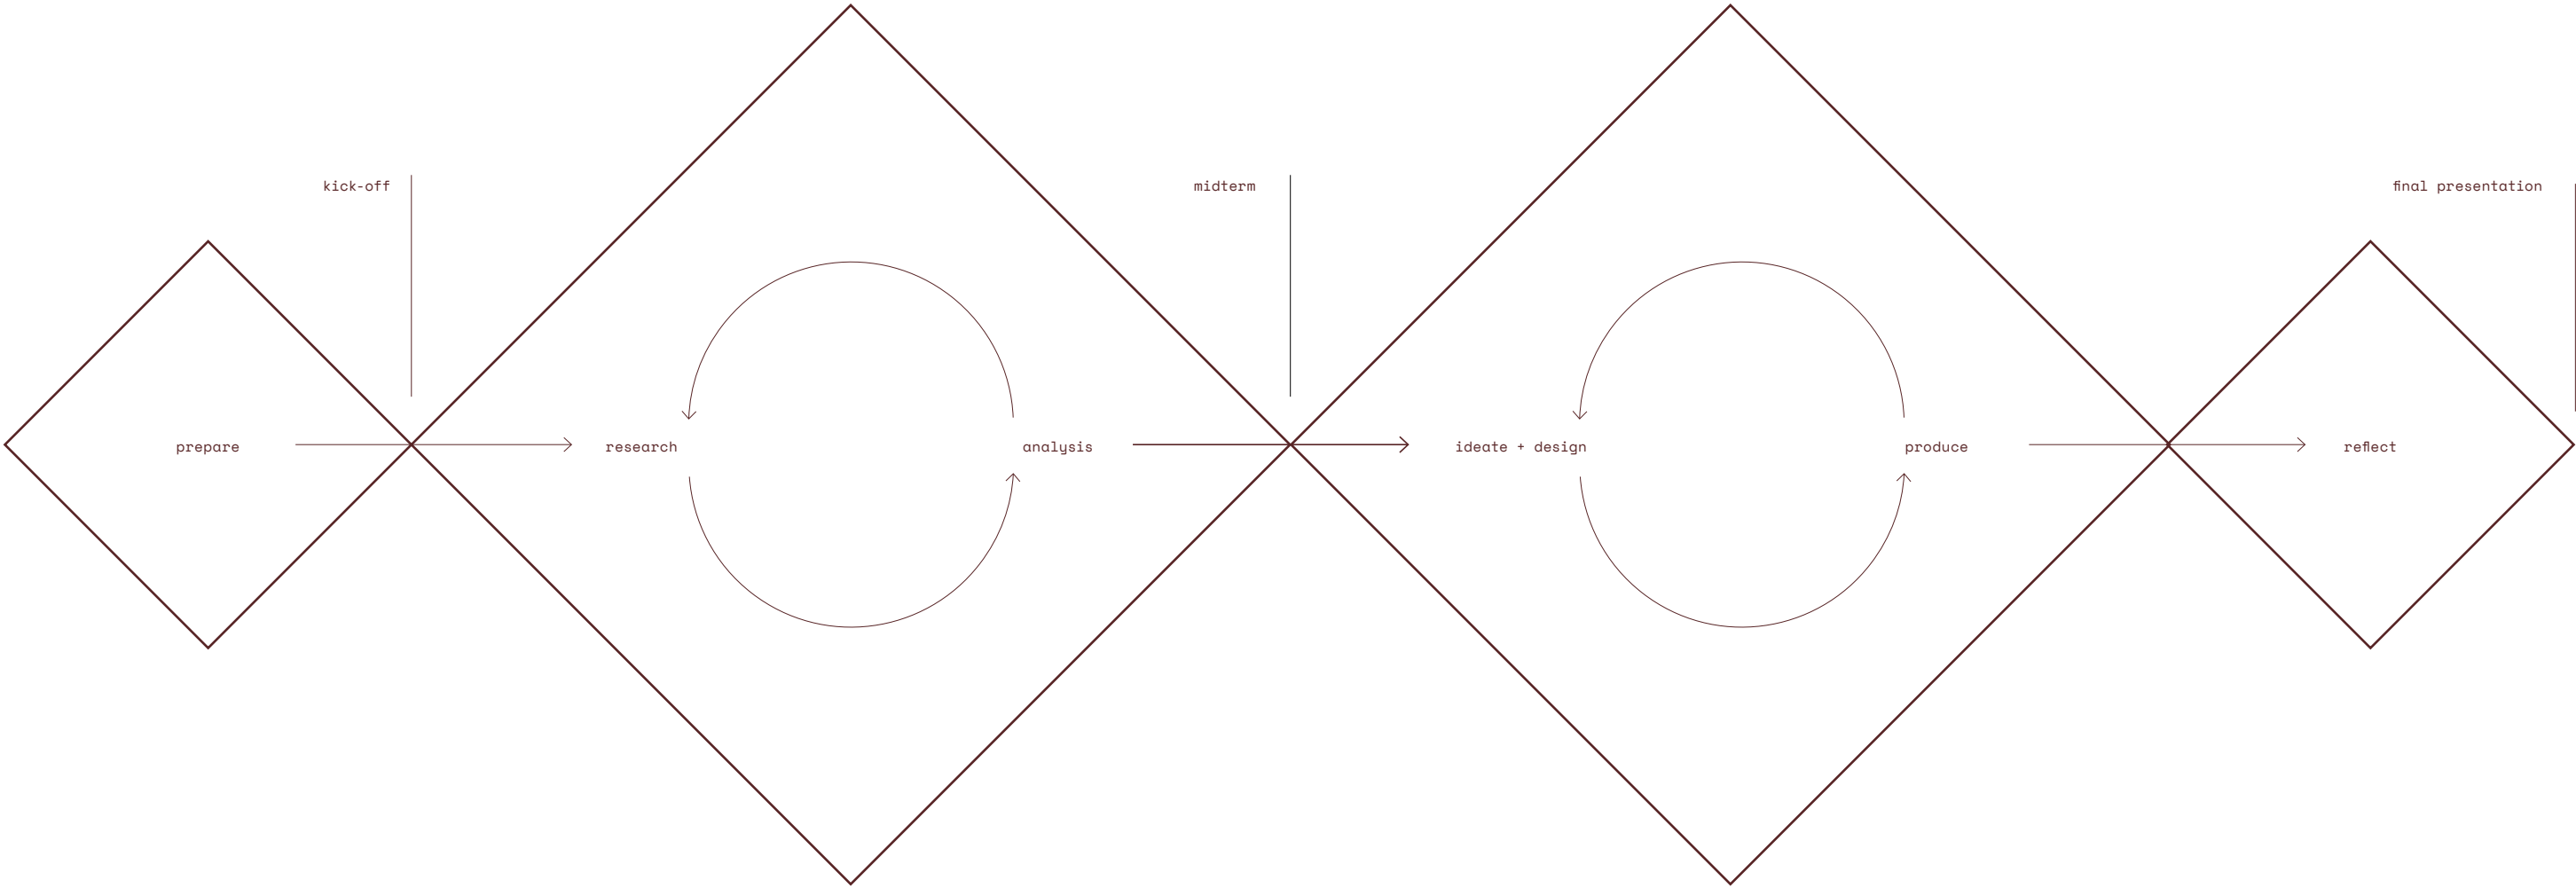 kick-off
midterm
final presentation
prepare
research
analysis
ideate + design
produce
reflect